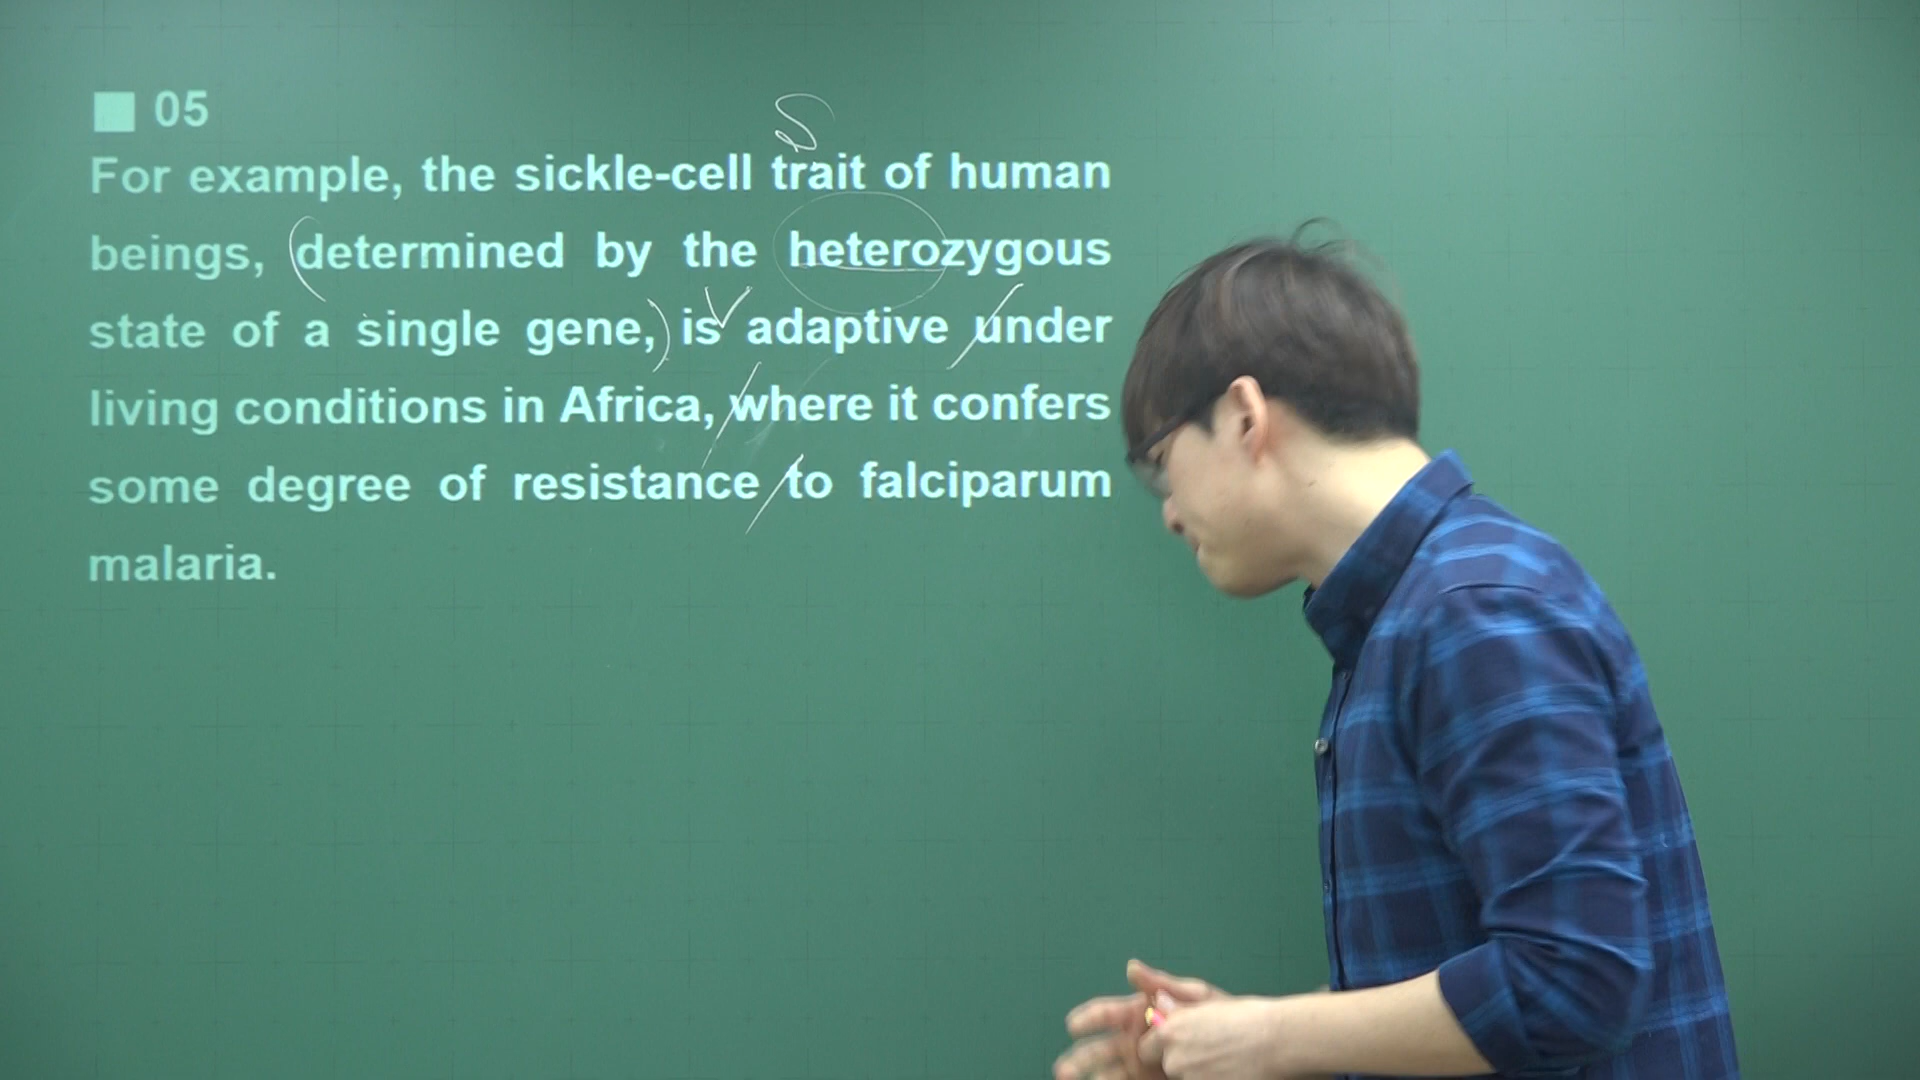 ■ 05
S
For example, the sickle-cell trait of human
beings, (determined by the heterozygous
state of a single gene,) is V adaptive / under
living conditions in Africa, / where it confers
some degree of resistance / to falciparum
malaria.